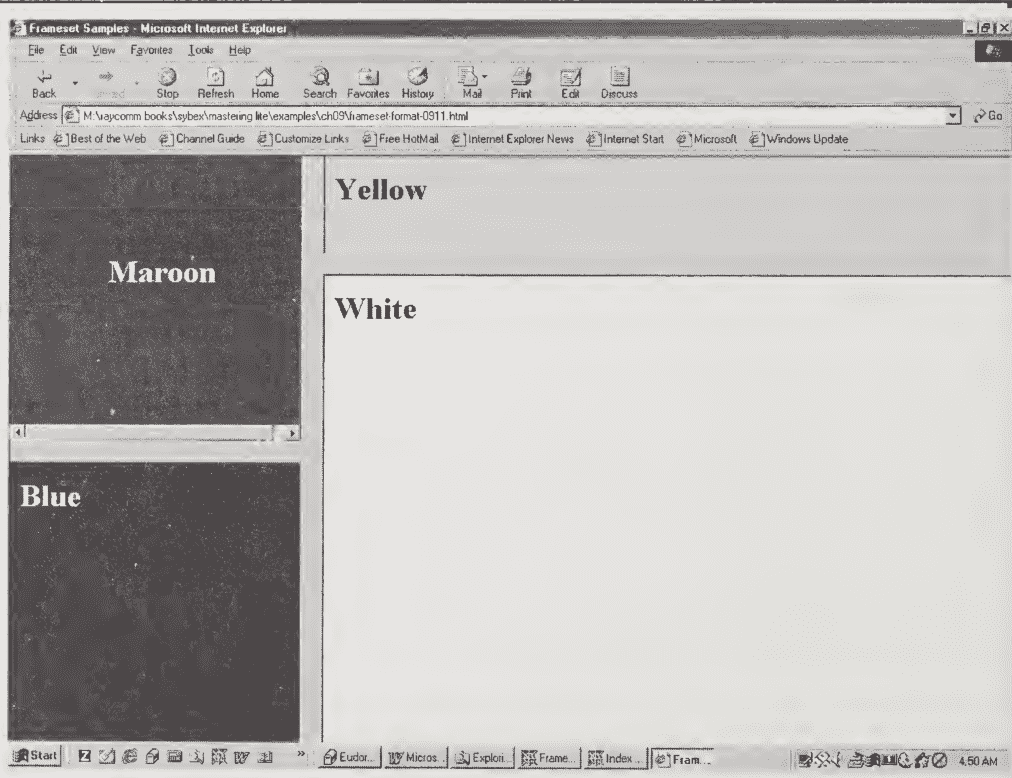 Frameset Samples - Microsoft Internet Explorer
File Edit View Favorites Tools Help
Back Stop Refresh Home Search Favorites History Mail Print Edit Discuss
Address M:\raycomm books\sybex\mastering lite\examples\ch09\frameset-format-0911.html Go
Links Best of the Web Channel Guide Customize Links Free HotMail Internet Explorer News Internet Start Microsoft Windows Update
Yellow
Maroon
White
Blue
Start Eudor... Micros... Explori... Frame... Index ... Fram... 4:50 AM